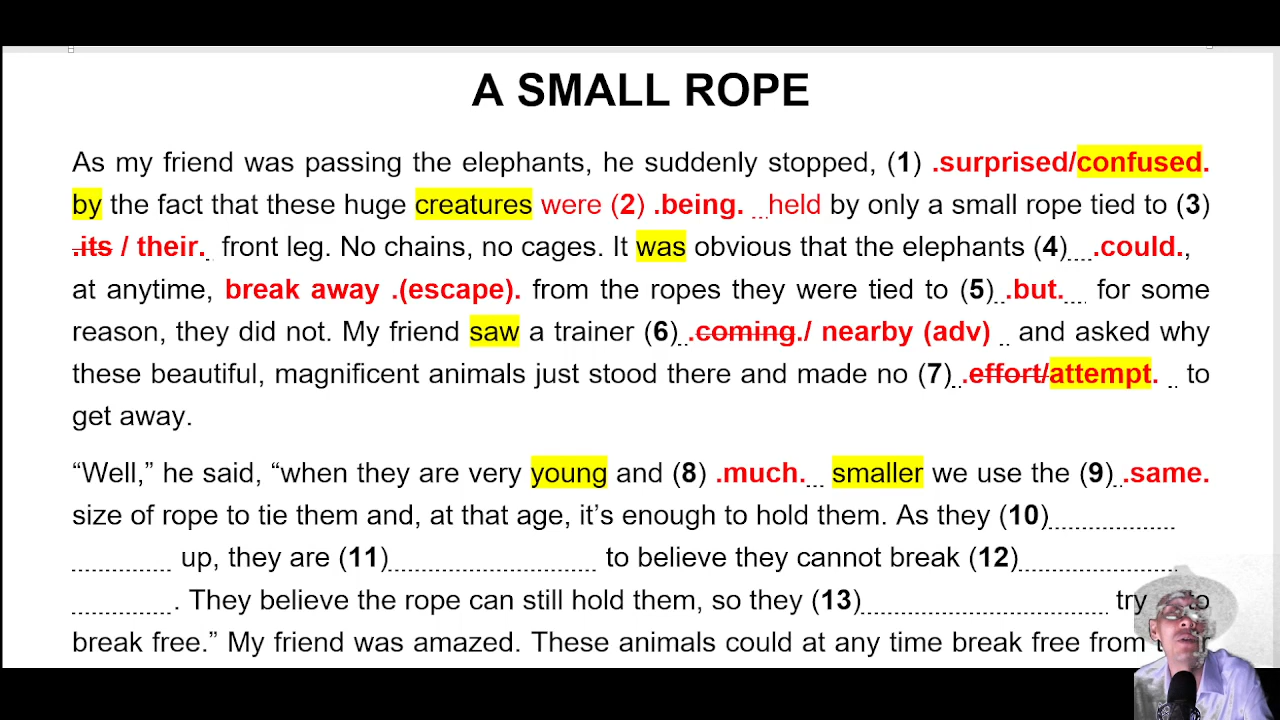 A SMALL ROPE
As my friend was passing the elephants, he suddenly stopped, (1) .surprised/confused.
by the fact that these huge creatures were (2) .being. ...held by only a small rope tied to (3)
.its / their. front leg. No chains, no cages. It was obvious that the elephants (4)....could.,
at anytime, break away .(escape). from the ropes they were tied to (5)..but.... for some
reason, they did not. My friend saw a trainer (6)..coming./ nearby (adv) .. and asked why
these beautiful, magnificent animals just stood there and made no (7)..effort/attempt. .. to
get away.
“Well,” he said, “when they are very young and (8) .much.... smaller we use the (9)..same.
size of rope to tie them and, at that age, it’s enough to hold them. As they (10)....................
................ up, they are (11)................................ to believe they cannot break (12)........................
................. They believe the rope can still hold them, so they (13)...................................... try to
break free.” My friend was amazed. These animals could at any time break free from